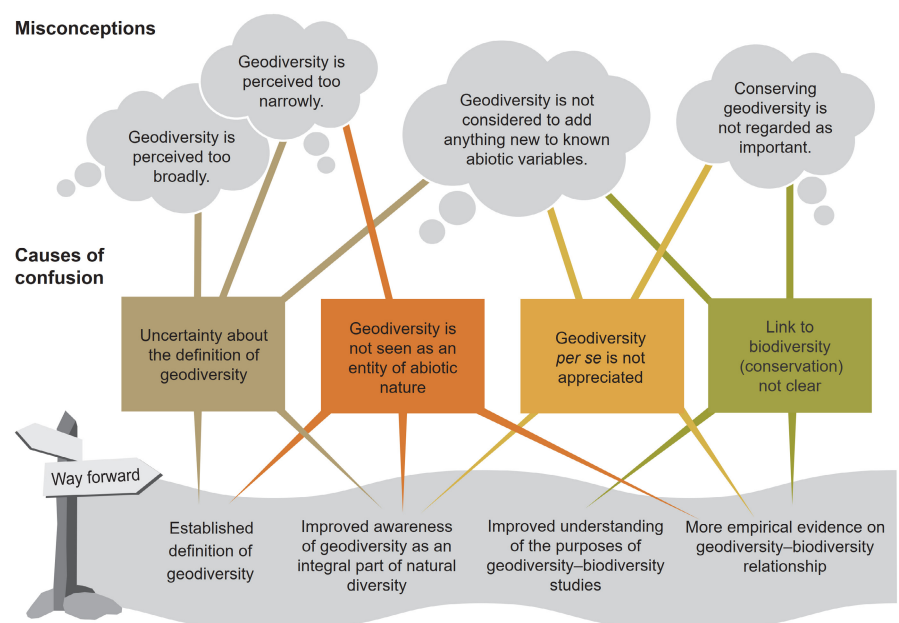 Misconceptions
Geodiversity is
perceived too
broadly.
Geodiversity is
perceived too
narrowly.
Geodiversity is not
considered to add
anything new to known
abiotic variables.
Conserving
geodiversity is
not regarded as
important.
Causes of
confusion
Uncertainty about
the definition of
geodiversity
Geodiversity is
not seen as an
entity of abiotic
nature
Geodiversity
per se is not
appreciated
Link to
biodiversity
(conservation)
not clear
Way forward
Established
definition of
geodiversity
Improved awareness
of geodiversity as an
integral part of natural
diversity
Improved understanding
of the purposes of
geodiversity–biodiversity
studies
More empirical evidence on
geodiversity–biodiversity
relationship